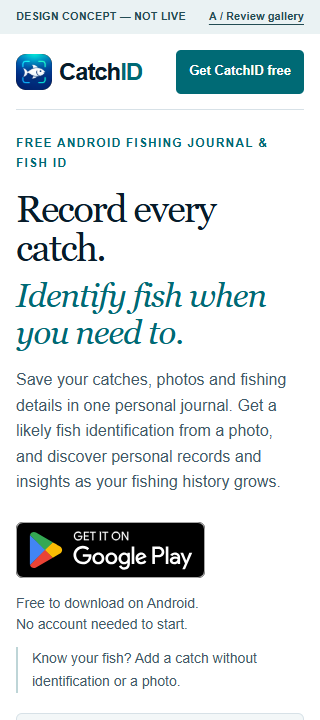 DESIGN CONCEPT — NOT LIVE
A / Review gallery
CatchID
Get CatchID free
FREE ANDROID FISHING JOURNAL &
FISH ID
Record every
catch.
Identify fish when
you need to.
Save your catches, photos and fishing
details in one personal journal. Get a
likely fish identification from a photo,
and discover personal records and
insights as your fishing history grows.
GET IT ON
Google Play
Free to download on Android.
No account needed to start.
Know your fish? Add a catch without
identification or a photo.